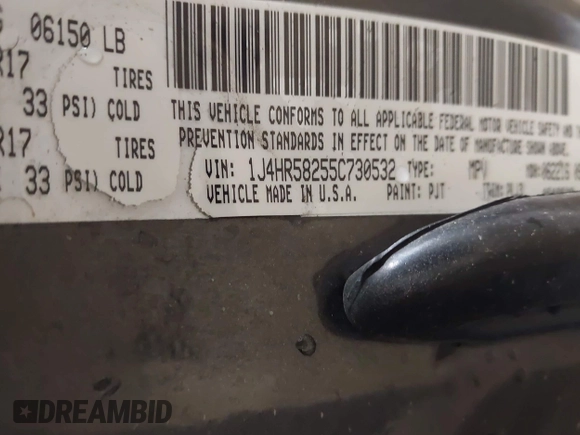 06150 LB
R17 TIRES
33 PSI) COLD
R17 TIRES
33 PSI) COLD
THIS VEHICLE CONFORMS TO ALL APPLICABLE FEDERAL MOTOR VEHICLE SAFETY AND
PREVENTION STANDARDS IN EFFECT ON THE DATE OF MANUFACTURE SHOWN ABOVE.
VIN: 1J4HR58255C730532 TYPE: MPV MDH:
VEHICLE MADE IN U.S.A. PAINT: PJT TRIM:
DREAMBID